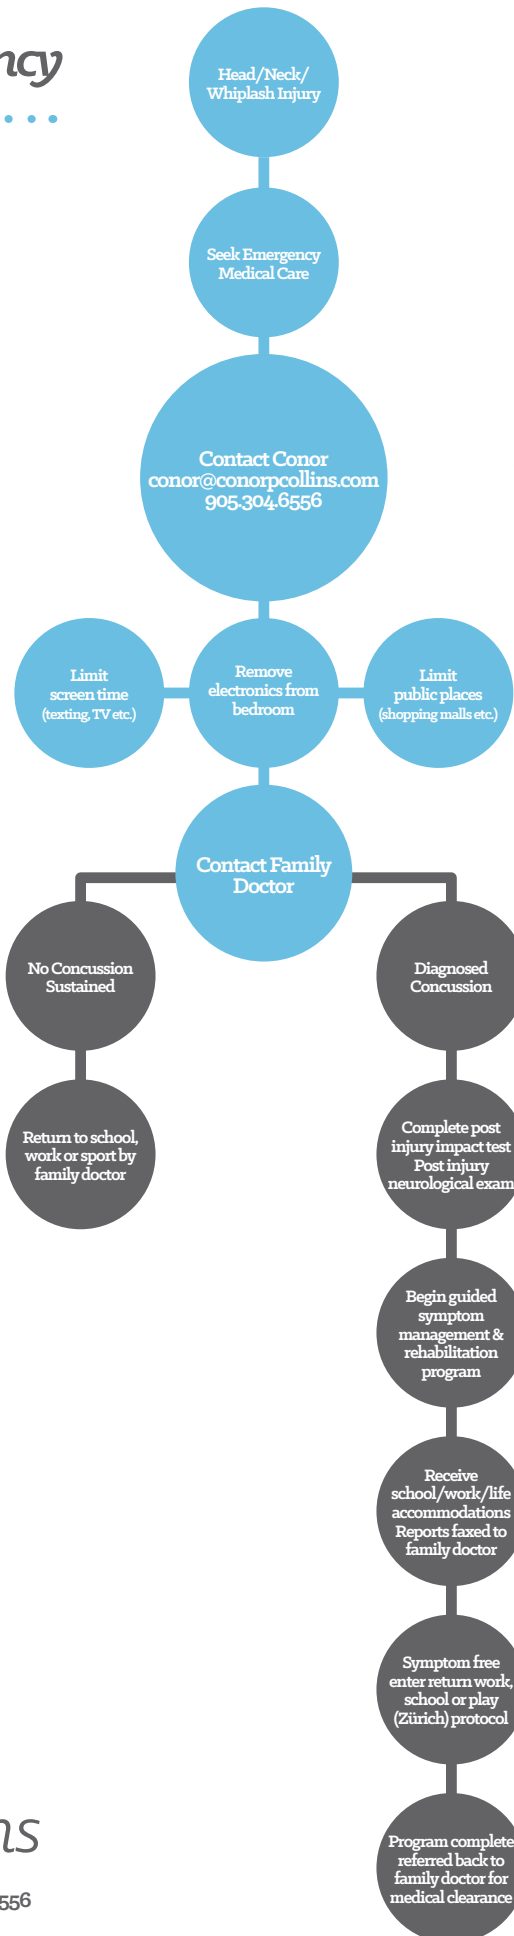 ncy
Head/Neck/
Whiplash Injury
Seek Emergency
Medical Care
Contact Conor
conor@conorpcollins.com
905.304.6556
Limit
screen time
(texting, TV etc.)
Remove
electronics from
bedroom
Limit
public places
(shopping malls etc.)
Contact Family
Doctor
No Concussion
Sustained
Diagnosed
Concussion
Return to school,
work or sport by
family doctor
Complete post
injury impact test
Post injury
neurological exam
Begin guided
symptom
management &
rehabilitation
program
Receive
school/work/life
accommodations
Reports faxed to
family doctor
Symptom free
enter return work,
school or play
(Zürich) protocol
Program complete
referred back to
family doctor for
medical clearance
ns
556